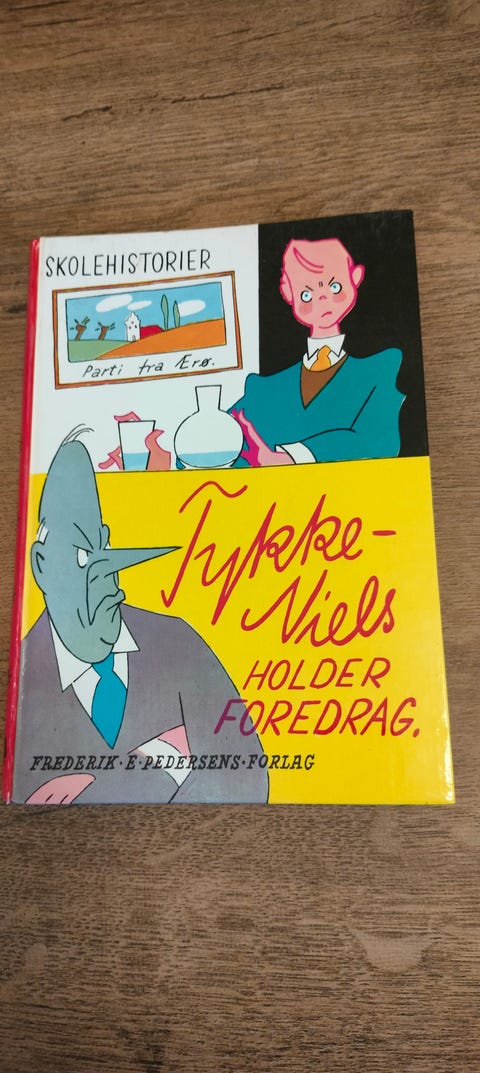 SKOLEHISTORIER
Parti fra Ærø.
Tykke-
Niels
HOLDER
FOREDRAG.
FREDERIK·E·PEDERSENS·FORLAG